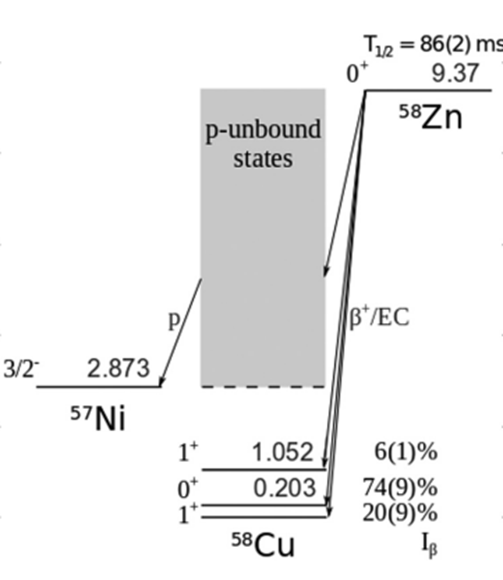 T1/2 = 86(2) ms
0+ 9.37
58Zn
p-unbound
states
p
β+/EC
3/2- 2.873
57Ni
1+ 1.052 6(1)%
0+ 0.203 74(9)%
1+ 20(9)%
58Cu Iβ